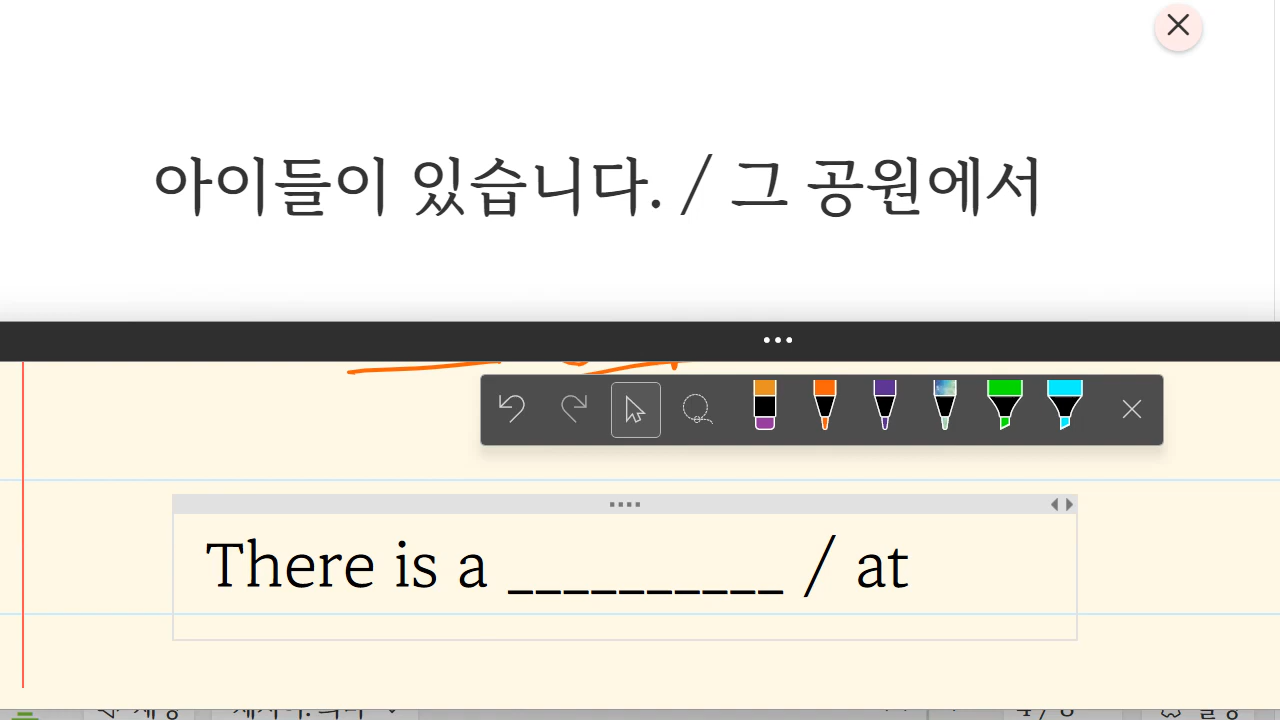 아이들이 있습니다. / 그 공원에서
There is a __________ / at